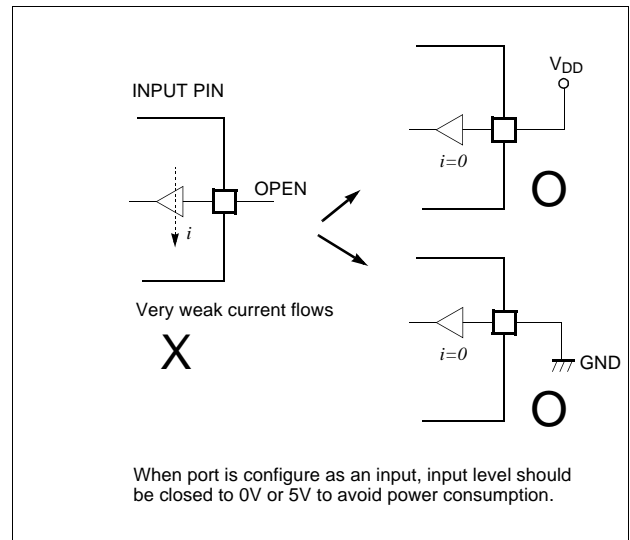 INPUT PIN
OPEN
i
Very weak current flows
X
VDD
i=0
O
i=0
GND
O
When port is configure as an input, input level should
be closed to 0V or 5V to avoid power consumption.